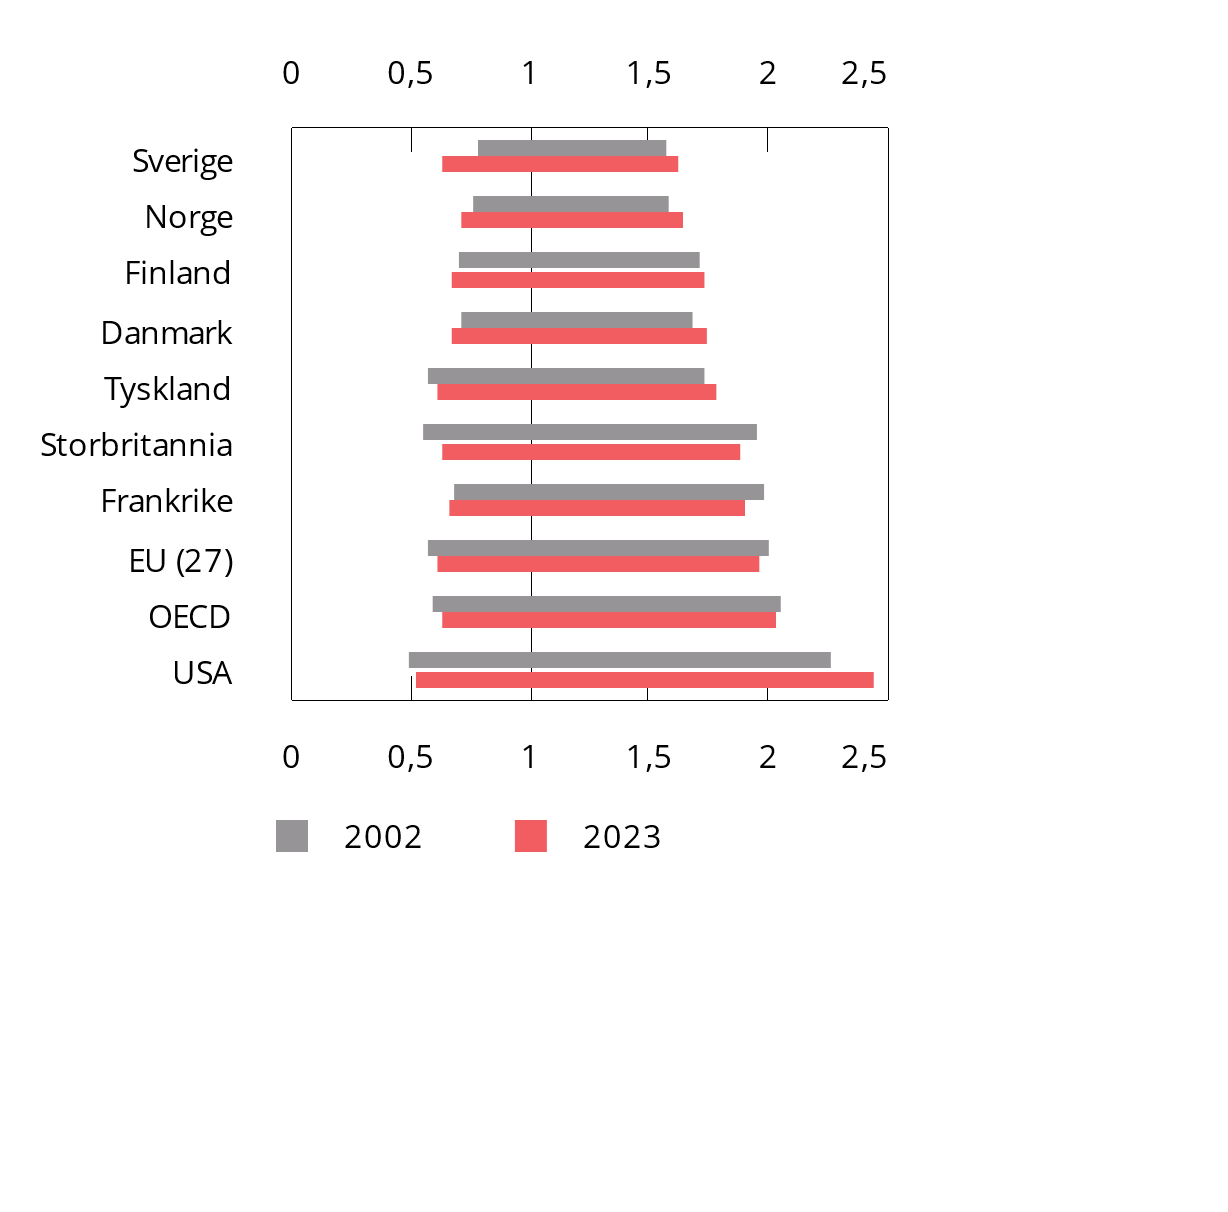 0 0,5 1 1,5 2 2,5
Sverige
Norge
Finland
Danmark
Tyskland
Storbritannia
Frankrike
EU (27)
OECD
USA
0 0,5 1 1,5 2 2,5
2002 2023